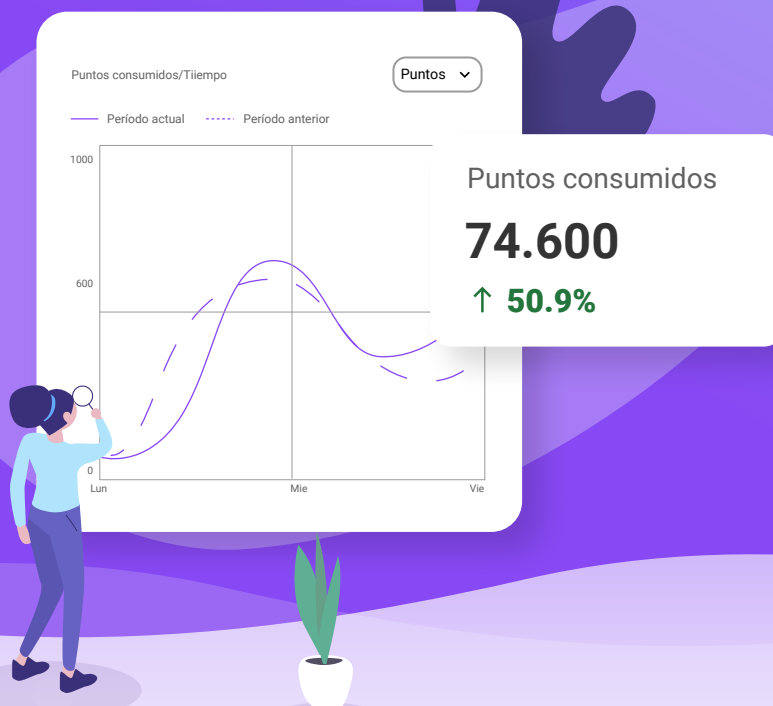 Puntos consumidos/Tiiempo
Puntos
Período actual
Período anterior
1000
600
0
Lun
Mie
Vie
Puntos consumidos
74.600
↑ 50.9%